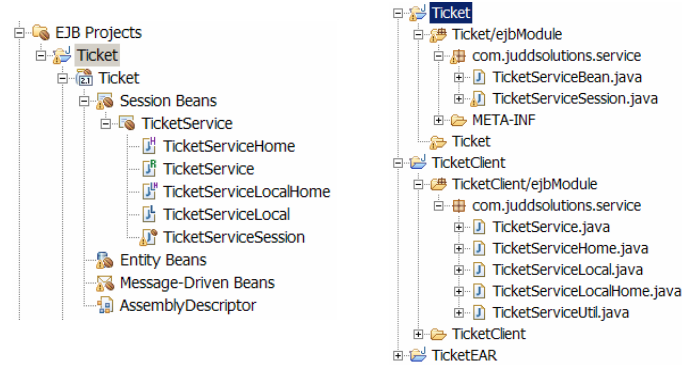 EJB Projects
Ticket
2.1 Ticket
Session Beans
TicketService
TicketServiceHome
TicketService
TicketServiceLocalHome
TicketServiceLocal
TicketServiceSession
Entity Beans
Message-Driven Beans
AssemblyDescriptor
Ticket
Ticket/ejbModule
com.juddsolutions.service
TicketServiceBean.java
TicketServiceSession.java
META-INF
Ticket
TicketClient
TicketClient/ejbModule
com.juddsolutions.service
TicketService.java
TicketServiceHome.java
TicketServiceLocal.java
TicketServiceLocalHome.java
TicketServiceUtil.java
TicketClient
TicketEAR